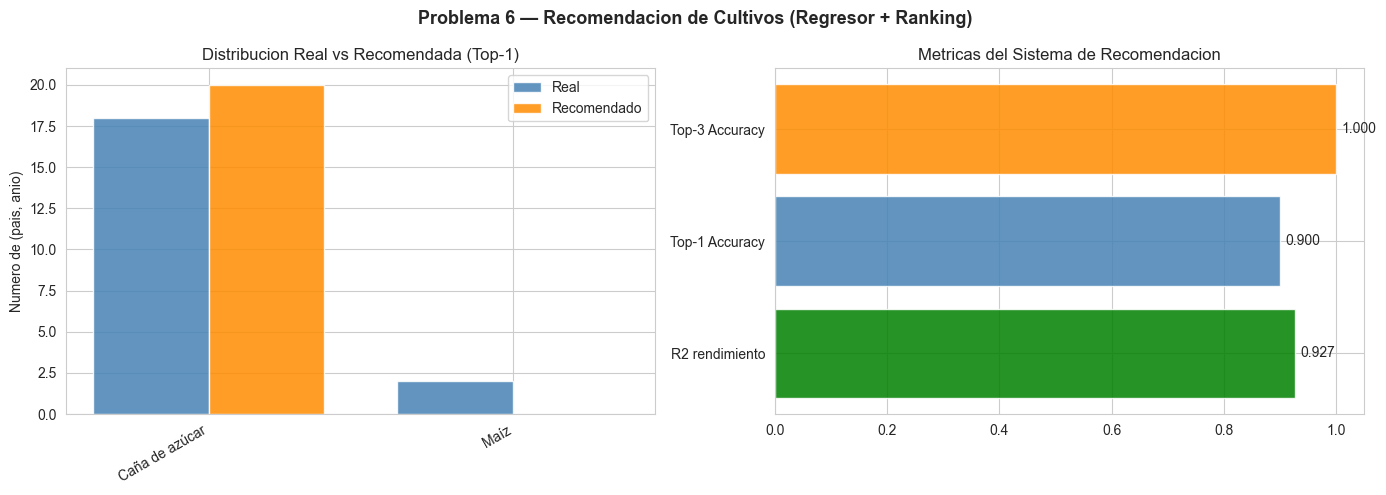 Problema 6 — Recomendacion de Cultivos (Regresor + Ranking)
Distribucion Real vs Recomendada (Top-1)
Real
Recomendado
Numero de (pais, anio)
20.0
17.5
15.0
12.5
10.0
7.5
5.0
2.5
0.0
Caña de azúcar
Maíz
Metricas del Sistema de Recomendacion
Top-3 Accuracy
1.000
Top-1 Accuracy
0.900
R2 rendimiento
0.927
0.0 0.2 0.4 0.6 0.8 1.0